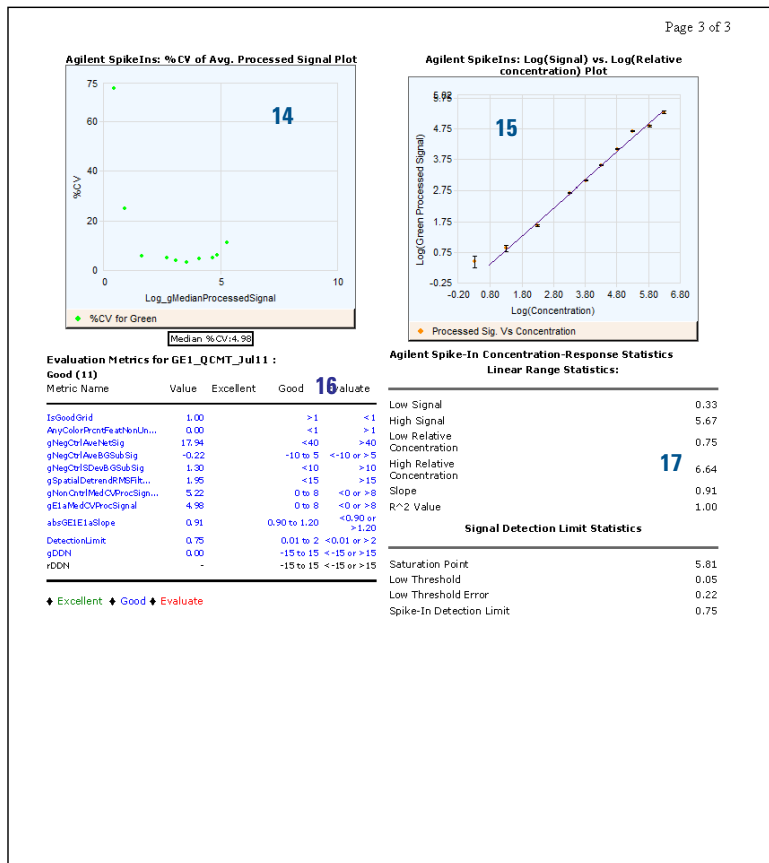 Page 3 of 3
Agilent SpikeIns: %CV of Avg. Processed Signal Plot
75
60
40
20
0
0
5
10
%CV
14
Log_gMedianProcessedSignal
%CV for Green
Median %CV:4.98
Agilent SpikeIns: Log(Signal) vs. Log(Relative
concentration) Plot
5.75
4.75
3.75
2.75
1.75
0.75
-0.25
-0.20 0.80 1.80 2.80 3.80 4.80 5.80 6.80
Log(Green Processed Signal)
15
Log(Concentration)
Processed Sig. Vs Concentration
Evaluation Metrics for GE1_QCMT_Jul11 :
Good (11)
Metric Name Value Excellent Good 16 valuate
IsGoodGrid 1.00 >1 <1
AnyColorPrcntFeatNonUn... 0.00 <1 >1
gNegCtrlAveNetSig 17.94 <40 >40
gNegCtrlAveBGSubSig -0.22 -10 to 5 <-10 or >5
gNegCtrlSDevBGSubSig 1.30 <10 >10
gSpatialDetrendRMSFilt... 1.95 <15 >15
gNonCntrlMedCVProcSign... 5.22 0 to 8 <0 or >8
gE1aMedCVProcSignal 4.98 0 to 8 <0 or >8
absGE1E1aSlope 0.91 0.90 to 1.20 <0.90 or >1.20
DetectionLimit 0.75 0.01 to 2 <0.01 or >2
gDDN 0.00 -15 to 15 <-15 or >15
rDDN - -15 to 15 <-15 or >15
♦ Excellent ♦ Good ♦ Evaluate
Agilent Spike-In Concentration-Response Statistics
Linear Range Statistics:
Low Signal 0.33
High Signal 5.67
Low Relative Concentration 0.75
High Relative Concentration 6.64
17
Slope 0.91
R^2 Value 1.00
Signal Detection Limit Statistics
Saturation Point 5.81
Low Threshold 0.05
Low Threshold Error 0.22
Spike-In Detection Limit 0.75